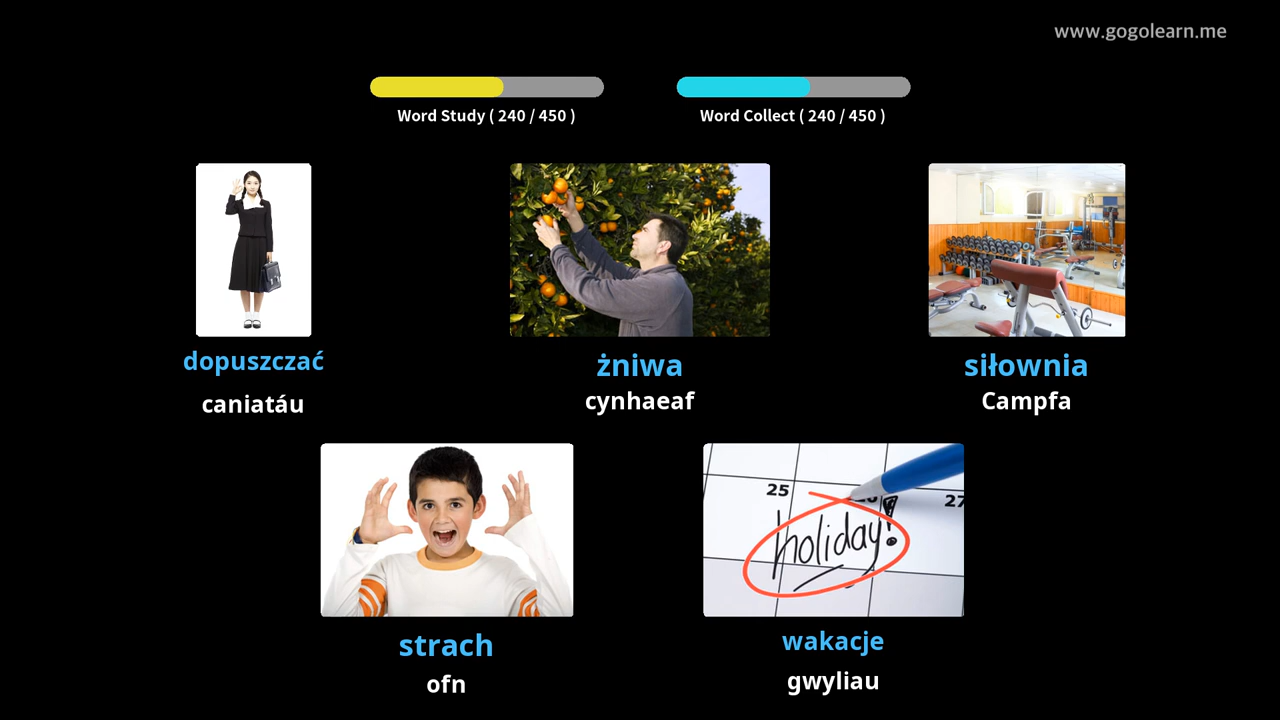 www.gogolearn.me
Word Study ( 240 / 450 )
Word Collect ( 240 / 450 )
dopuszczać
caniatáu
żniwa
cynhaeaf
siłownia
Campfa
25
27
holiday!
strach
ofn
wakacje
gwyliau